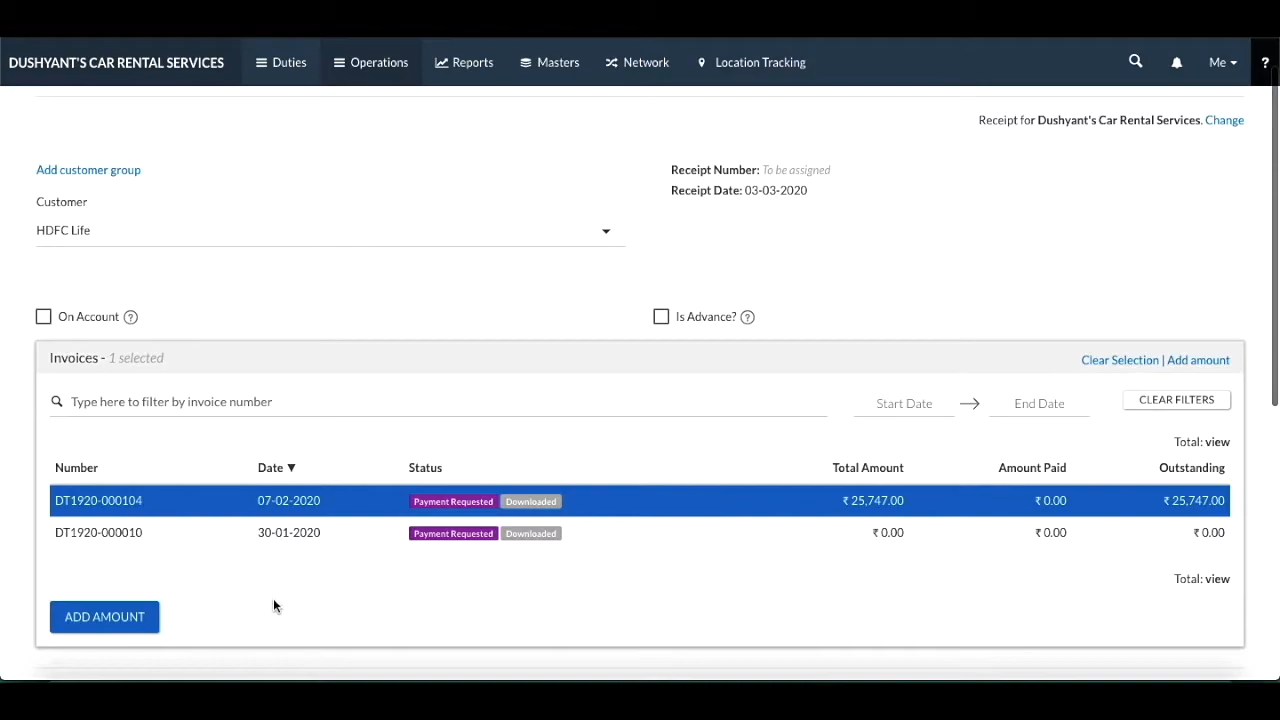 DUSHYANT'S CAR RENTAL SERVICES Duties Operations Reports Masters Network Location Tracking Me ?
Receipt for Dushyant's Car Rental Services. Change
Add customer group
Receipt Number: To be assigned
Receipt Date: 03-03-2020
Customer
HDFC Life
On Account ? Is Advance? ?
Invoices - 1 selected Clear Selection | Add amount
Type here to filter by invoice number Start Date End Date CLEAR FILTERS
Total: view
Number Date ▼ Status Total Amount Amount Paid Outstanding
DT1920-000104 07-02-2020 Payment Requested Downloaded ₹ 25,747.00 ₹ 0.00 ₹ 25,747.00
DT1920-000010 30-01-2020 Payment Requested Downloaded ₹ 0.00 ₹ 0.00 ₹ 0.00
Total: view
ADD AMOUNT